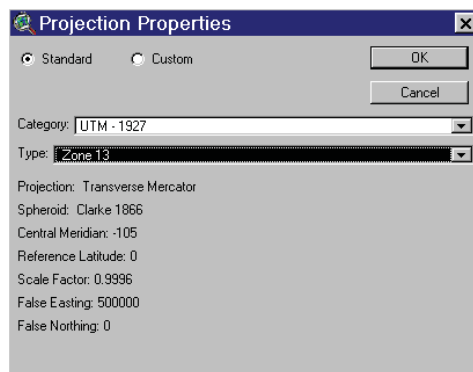 Projection Properties
Standard Custom OK
Cancel
Category: UTM - 1927
Type: Zone 13
Projection: Transverse Mercator
Spheroid: Clarke 1866
Central Meridian: -105
Reference Latitude: 0
Scale Factor: 0.9996
False Easting: 500000
False Northing: 0